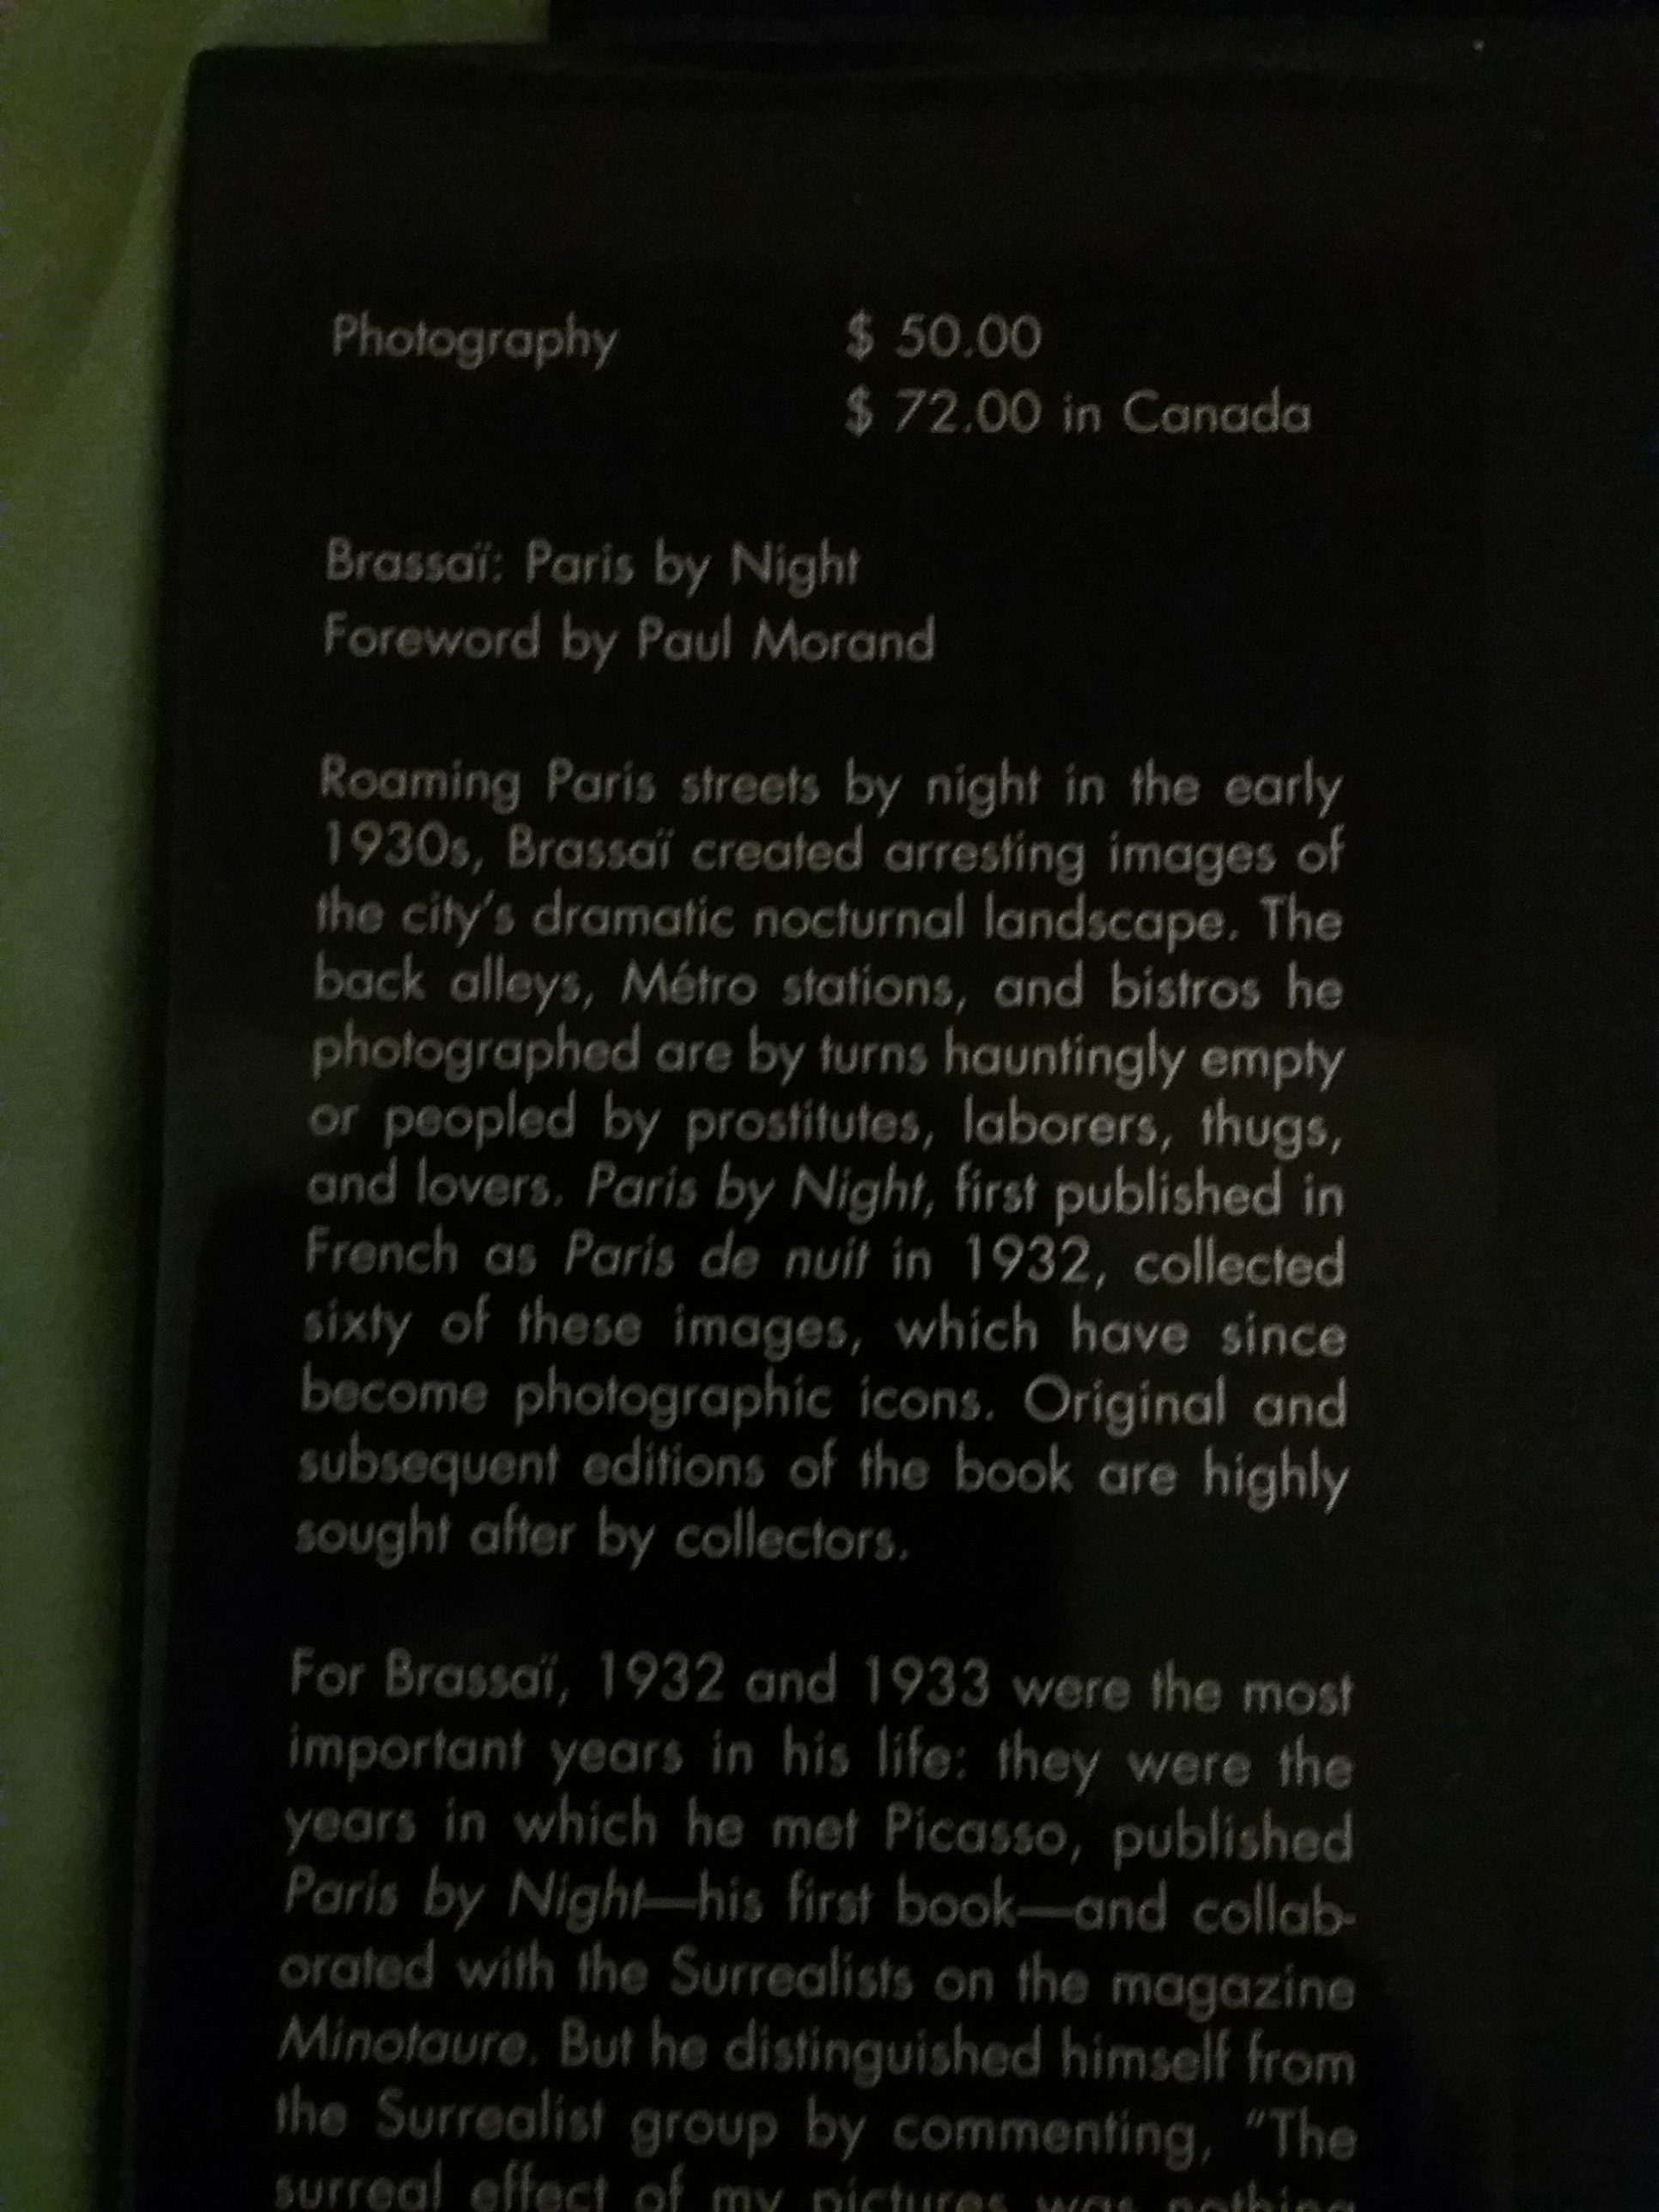 Photography $ 50.00
$ 72.00 in Canada
Brassaï: Paris by Night
Foreword by Paul Morand
Roaming Paris streets by night in the early
1930s, Brassaï created arresting images of
the city's dramatic nocturnal landscape. The
back alleys, Métro stations, and bistros he
photographed are by turns hauntingly empty
or peopled by prostitutes, laborers, thugs,
and lovers. Paris by Night, first published in
French as Paris de nuit in 1932, collected
sixty of these images, which have since
become photographic icons. Original and
subsequent editions of the book are highly
sought after by collectors.
For Brassaï, 1932 and 1933 were the most
important years in his life: they were the
years in which he met Picasso, published
Paris by Night—his first book—and collab-
orated with the Surrealists on the magazine
Minotaure. But he distinguished himself from
the Surrealist group by commenting, "The
surreal effect of my pictures was nothing